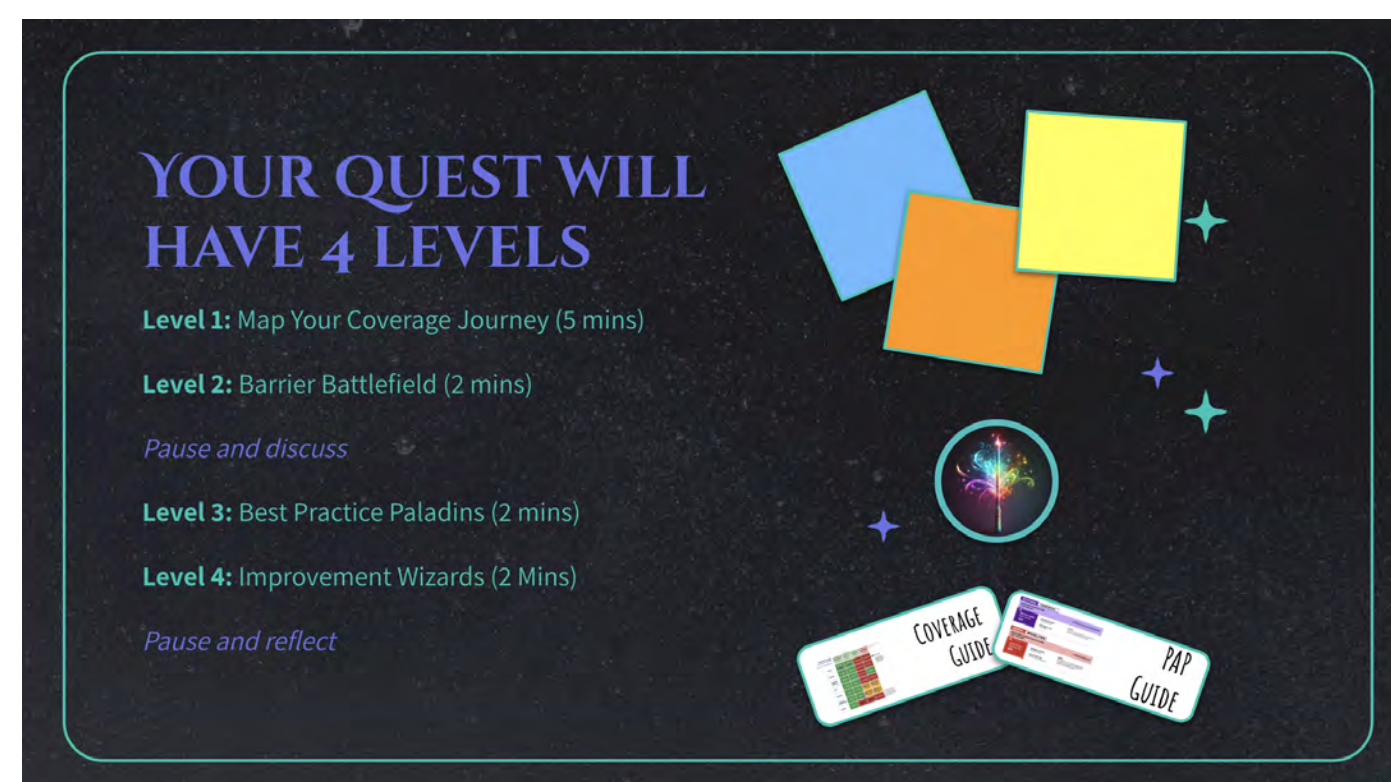 YOUR QUEST WILL
HAVE 4 LEVELS
Level 1: Map Your Coverage Journey (5 mins)
Level 2: Barrier Battlefield (2 mins)
Pause and discuss
Level 3: Best Practice Paladins (2 mins)
Level 4: Improvement Wizards (2 Mins)
Pause and reflect
COVERAGE
GUIDE
PAP
GUIDE